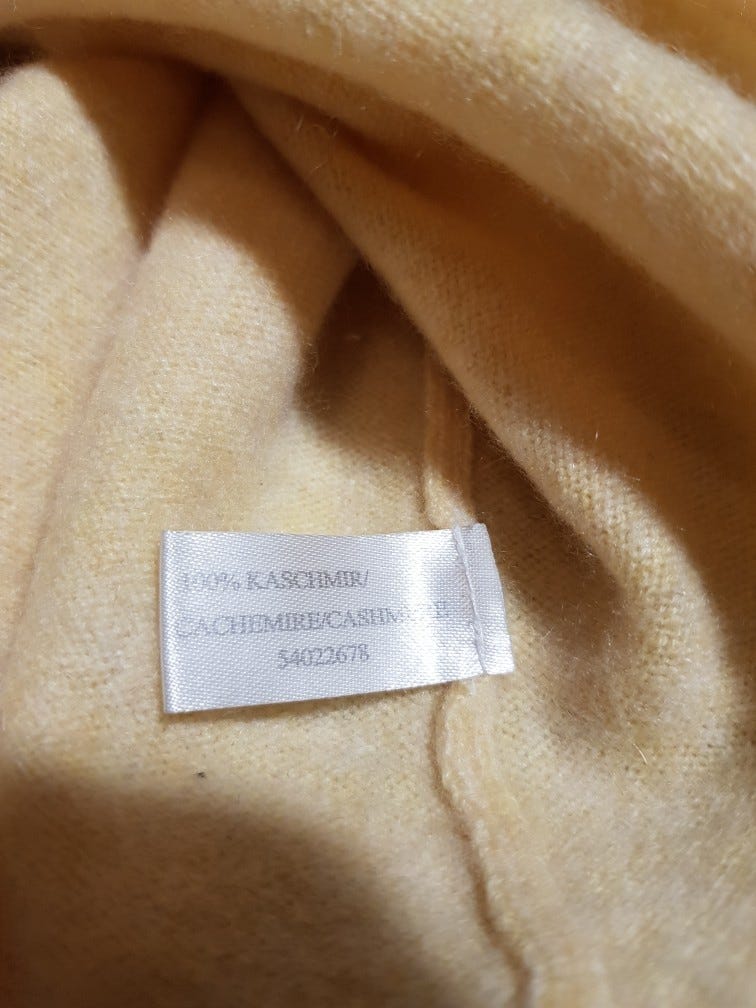 100% KASCHMIR/
CACHEMIRE/CASHMERE
54022678